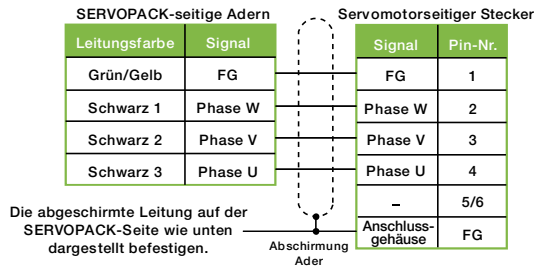 SERVOPACK-seitige Adern
Servomotorseitiger Stecker
Leitungsfarbe Signal
Signal Pin-Nr.
Grün/Gelb FG
FG 1
Schwarz 1 Phase W
Phase W 2
Schwarz 2 Phase V
Phase V 3
Schwarz 3 Phase U
Phase U 4
– 5/6
Anschluss-
gehäuse FG
Die abgeschirmte Leitung auf der
SERVOPACK-Seite wie unten
dargestellt befestigen.
Abschirmung
Ader